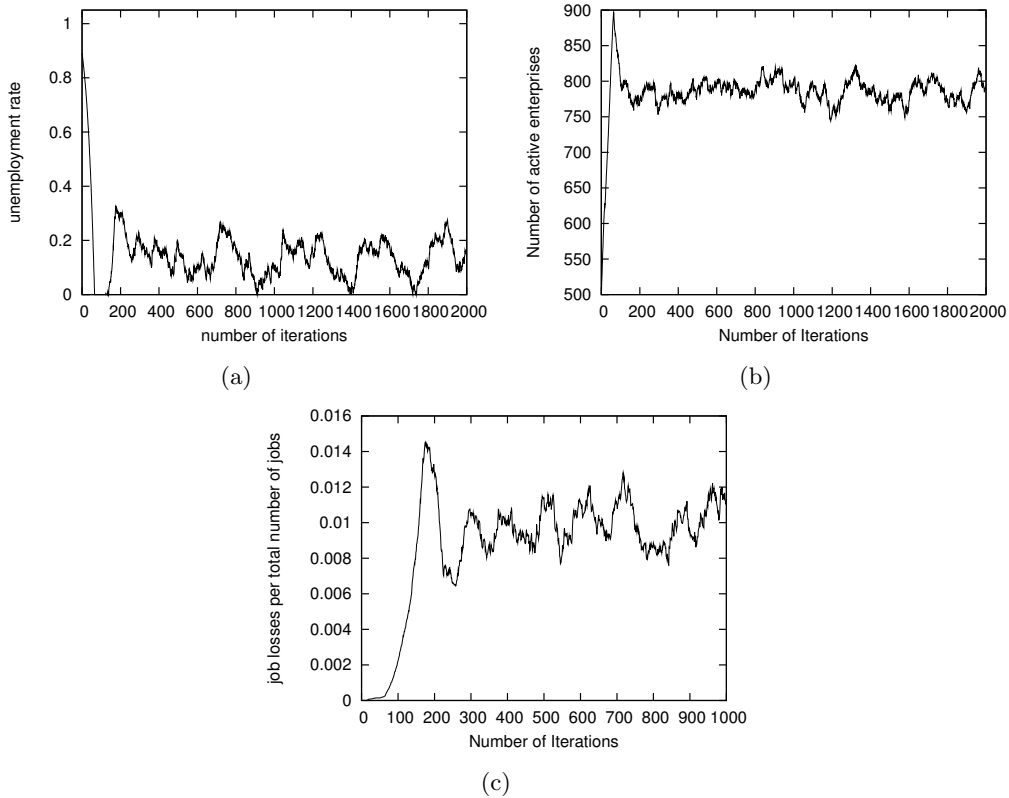 1
0.8
0.6
0.4
0.2
0
0 200 400 600 800 1000 1200 1400 1600 1800 2000
unemployment rate
number of iterations
(a)
900
850
800
750
700
650
600
550
500
0 200 400 600 800 1000 1200 1400 1600 1800 2000
Number of active enterprises
Number of Iterations
(b)
0.016
0.014
0.012
0.01
0.008
0.006
0.004
0.002
0
0 100 200 300 400 500 600 700 800 900 1000
job losses per total number of jobs
Number of Iterations
(c)